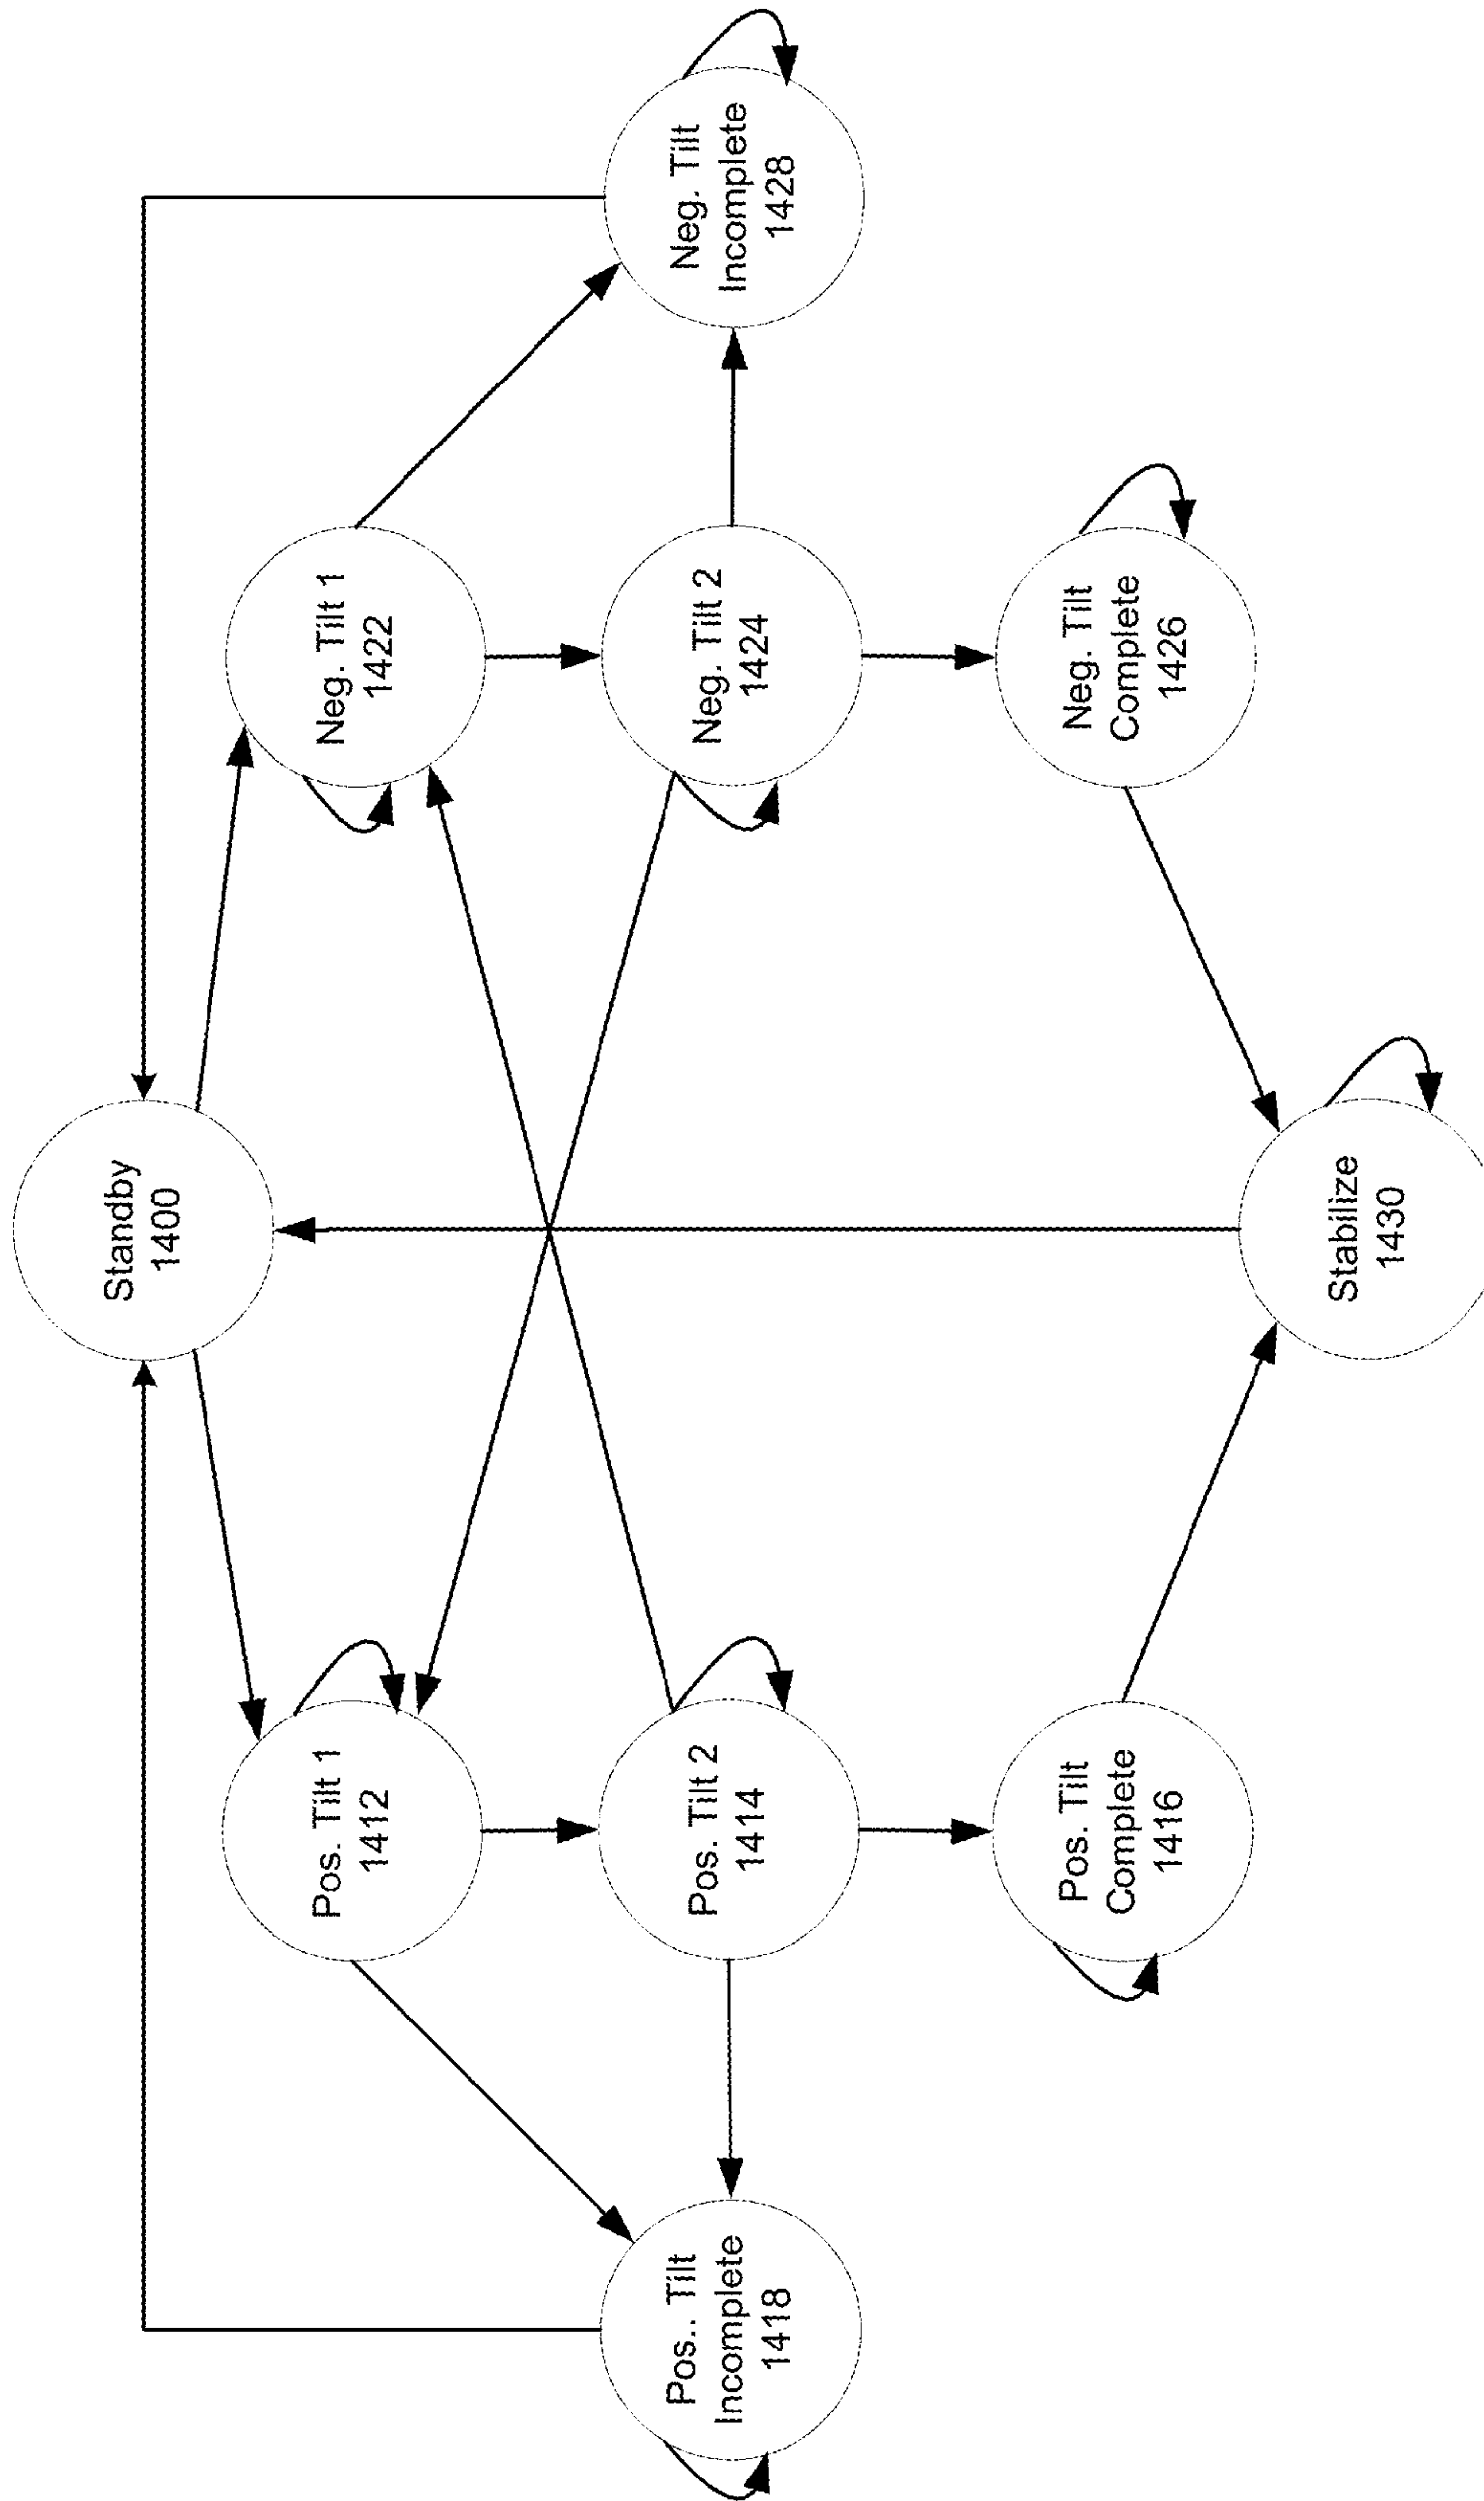 Standby
1400
Pos. Tilt 1
1412
Neg. Tilt 1
1422
Pos.. Tilt
Incomplete
1418
Pos. Tilt 2
1414
Neg. Tilt 2
1424
Neg. Tilt
Incomplete
1428
Pos. Tilt
Complete
1416
Neg. Tilt
Complete
1426
Stabilize
1430